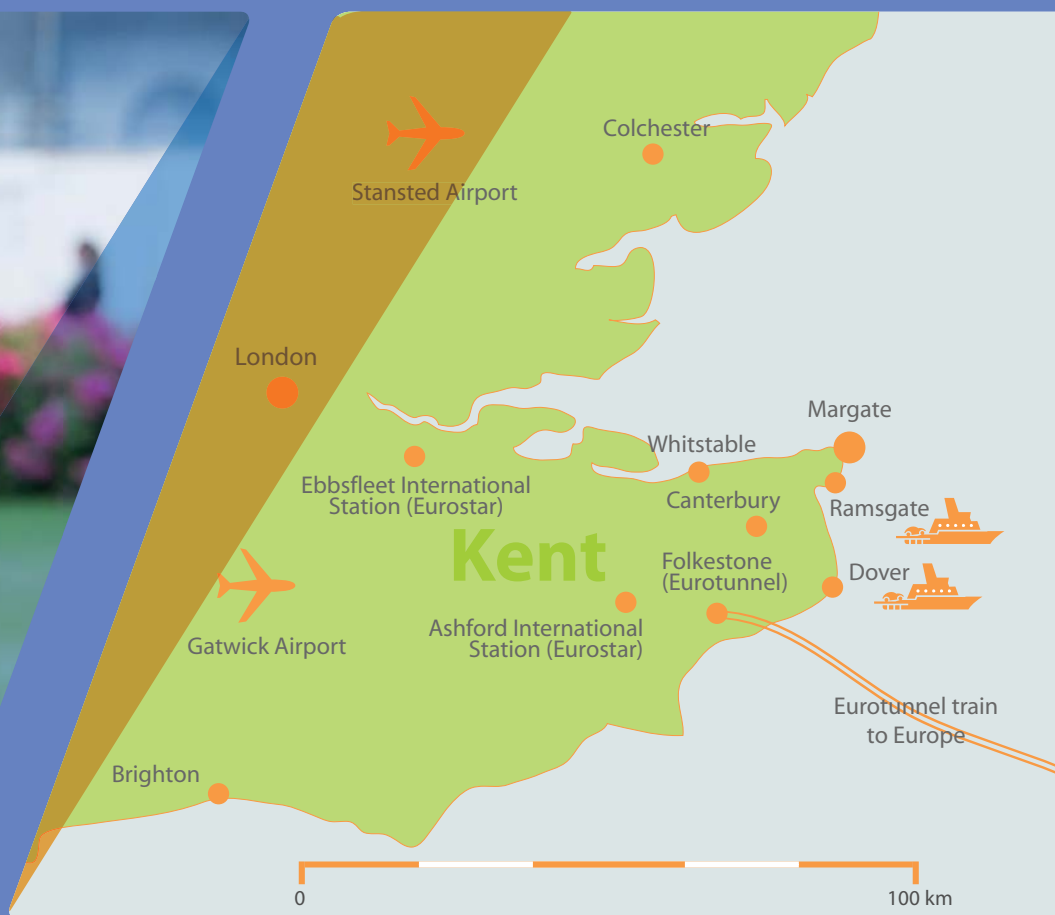 Colchester
Stansted Airport
London
Margate
Whitstable
Ebbsfleet International
Station (Eurostar)
Canterbury
Ramsgate
Kent
Folkestone
(Eurotunnel)
Dover
Ashford International
Station (Eurostar)
Gatwick Airport
Eurotunnel train
to Europe
Brighton
0
100 km